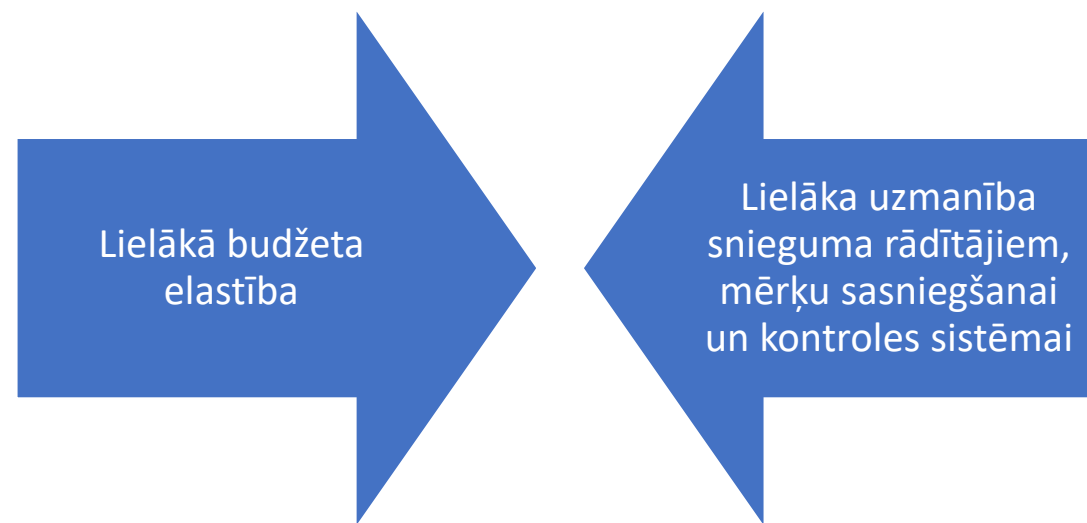 Lielākā budžeta
elastība
Lielāka uzmanība
snieguma rādītājiem,
mērķu sasniegšanai
un kontroles sistēmai